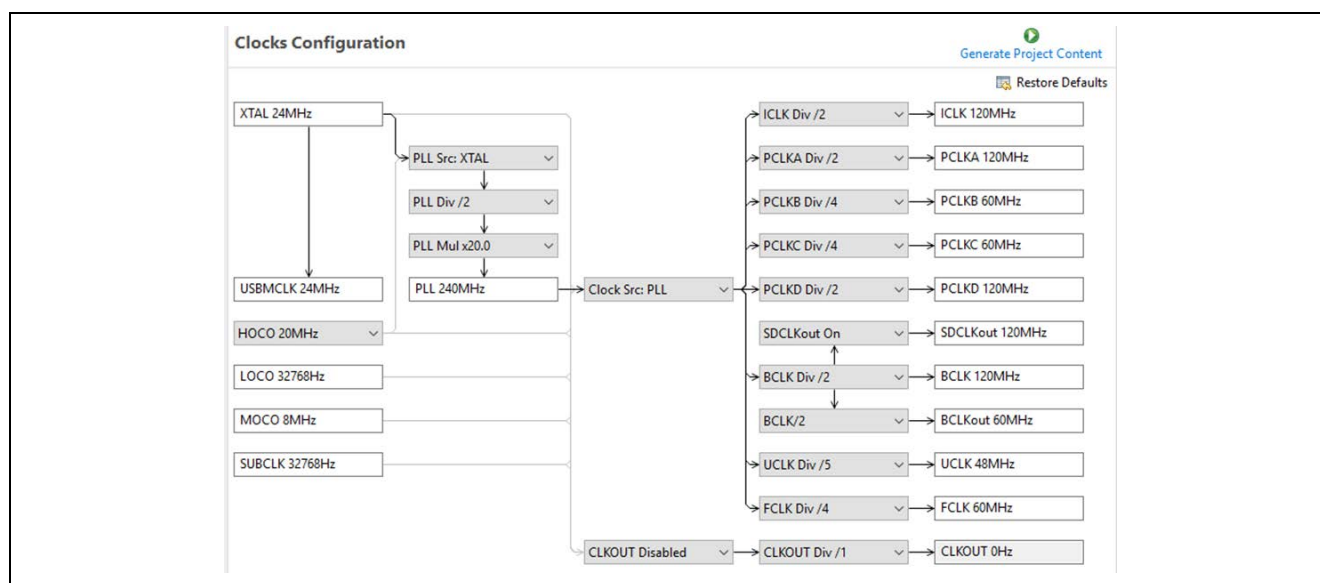 Clocks Configuration
Generate Project Content
Restore Defaults
XTAL 24MHz
ICLK Div /2
ICLK 120MHz
PLL Src: XTAL
PCLKA Div /2
PCLKA 120MHz
PLL Div /2
PCLKB Div /4
PCLKB 60MHz
PLL Mul x20.0
PCLKC Div /4
PCLKC 60MHz
USBMCLK 24MHz
PLL 240MHz
Clock Src: PLL
PCLKD Div /2
PCLKD 120MHz
HOCO 20MHz
SDCLKout On
SDCLKout 120MHz
LOCO 32768Hz
BCLK Div /2
BCLK 120MHz
MOCO 8MHz
BCLK/2
BCLKout 60MHz
SUBCLK 32768Hz
UCLK Div /5
UCLK 48MHz
FCLK Div /4
FCLK 60MHz
CLKOUT Disabled
CLKOUT Div /1
CLKOUT 0Hz